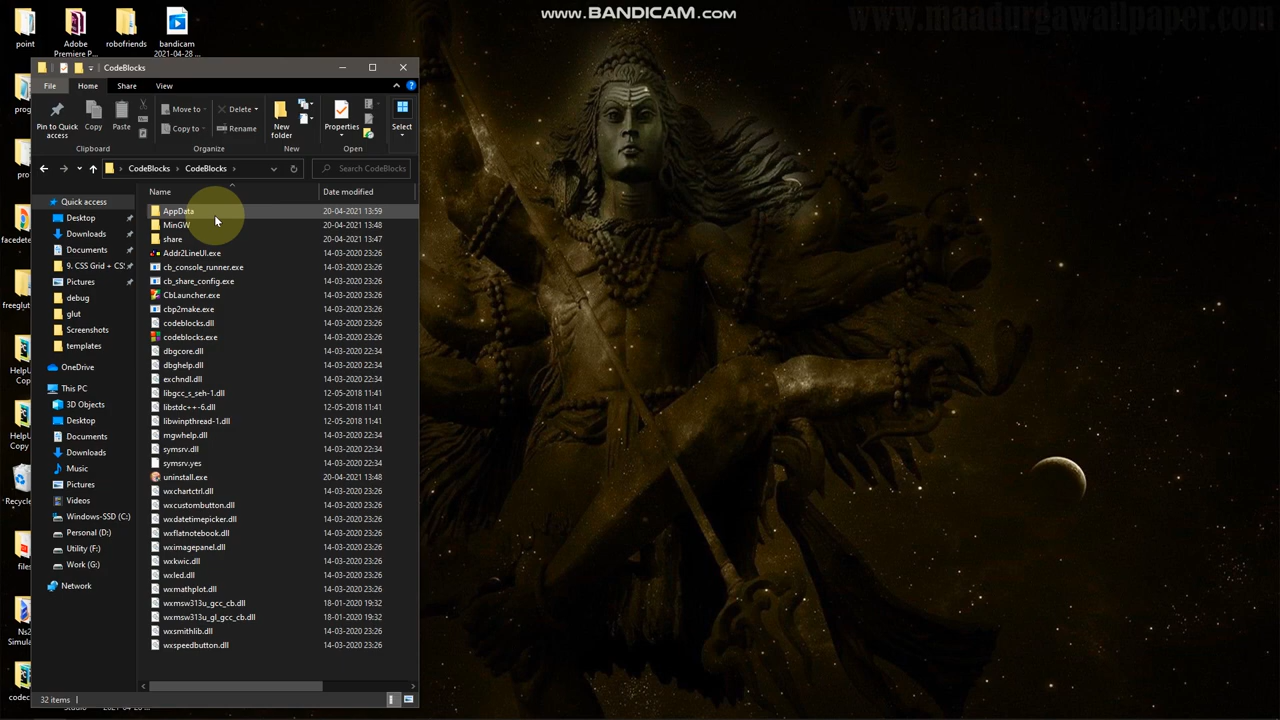 www.BANDICAM.com
www.maadurgawallpaper.com
point
Adobe
Premiere P...
robofriends
bandicam
2021-04-28 ...
CodeBlocks
File
Home
Share
View
Pin to Quick
access
Copy
Paste
Move to
Copy to
Delete
Rename
New
folder
Properties
Open
Select
Clipboard
Organize
New
CodeBlocks
CodeBlocks
Search CodeBlocks
Name
Date modified
Quick access
Desktop
Downloads
Documents
9. CSS Grid + CSS
Pictures
debug
glut
Screenshots
templates
OneDrive
This PC
3D Objects
Desktop
Documents
Downloads
Music
Pictures
Videos
Windows-SSD (C:)
Personal (D:)
Utility (F:)
Work (G:)
Network
AppData 20-04-2021 13:59
MinGW 20-04-2021 13:48
share 20-04-2021 13:47
Addr2LineUI.exe 14-03-2020 23:26
cb_console_runner.exe 14-03-2020 23:26
cb_share_config.exe 14-03-2020 23:26
CbLauncher.exe 14-03-2020 23:26
cbp2make.exe 14-03-2020 23:26
codeblocks.dll 14-03-2020 23:26
codeblocks.exe 14-03-2020 23:26
dbgcore.dll 14-03-2020 22:34
dbghelp.dll 14-03-2020 22:34
exchndl.dll 14-03-2020 22:34
libgcc_s_seh-1.dll 12-05-2018 11:41
libstdc++-6.dll 12-05-2018 11:41
libwinpthread-1.dll 12-05-2018 11:41
mgwhelp.dll 14-03-2020 22:34
symsrv.dll 14-03-2020 22:34
symsrv.yes 14-03-2020 22:34
uninstall.exe 20-04-2021 13:48
wxchartctrl.dll 14-03-2020 23:26
wxcustombutton.dll 14-03-2020 23:26
wxdatetimepicker.dll 14-03-2020 23:26
wxflatnotebook.dll 14-03-2020 23:26
wximagepanel.dll 14-03-2020 23:26
wxkwic.dll 14-03-2020 23:26
wxled.dll 14-03-2020 23:26
wxmathplot.dll 14-03-2020 23:26
wxmsw313u_gcc_cb.dll 18-01-2020 19:32
wxmsw313u_gl_gcc_cb.dll 18-01-2020 19:32
wxsmithlib.dll 14-03-2020 23:26
wxspeedbutton.dll 14-03-2020 23:26
32 items
prog
pro
facedete
freeglut
HelpU
Cop
HelpU
Copy
Recycle
files
Ns2
Simula
codec